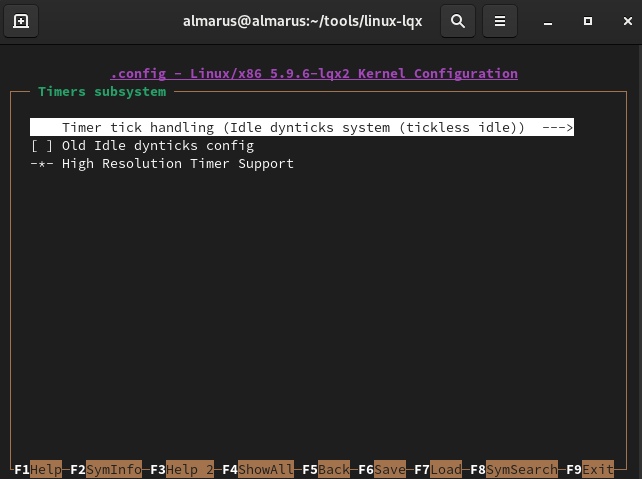 almarus@almarus:~/tools/linux-lqx
.config - Linux/x86 5.9.6-lqx2 Kernel Configuration
Timers subsystem
Timer tick handling (Idle dynticks system (tickless idle))  --->
[ ] Old Idle dynticks config
-*- High Resolution Timer Support
F1Help F2SymInfo F3Help 2 F4ShowAll F5Back F6Save F7Load F8SymSearch F9Exit